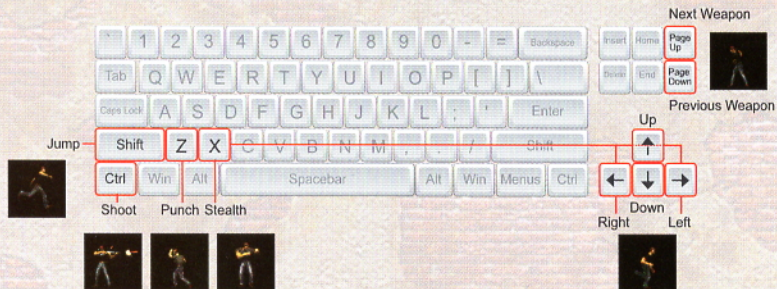 Next Weapon
` 1 2 3 4 5 6 7 8 9 0 - = Backspace Insert Home Page Up
Tab Q W E R T Y U I O P [ ] \ Delete End Page Down
Previous Weapon
Caps Lock A S D F G H J K L ; ' Enter
Up
Jump Shift Z X C V B N M , . / Shift
Ctrl Win Alt Spacebar Alt Win Menus Ctrl
Shoot Punch Stealth Right Down Left